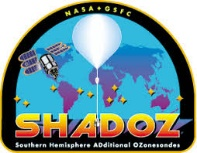 NASA • GSFC
SHADOZ
Southern Hemisphere ADditional OZonesondes